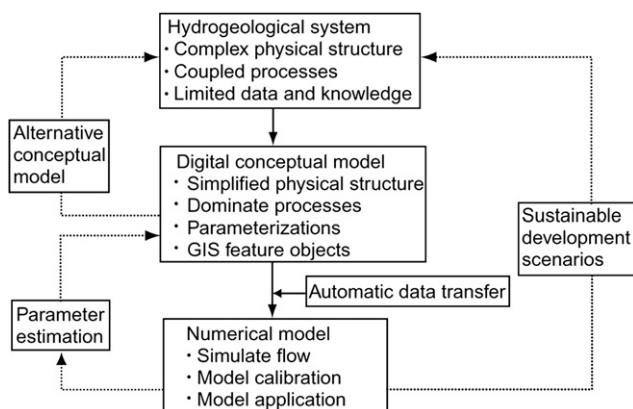 Hydrogeological system
· Complex physical structure
· Coupled processes
· Limited data and knowledge
Alternative
conceptual
model
Digital conceptual model
· Simplified physical structure
· Dominate processes
· Parameterizations
· GIS feature objects
Sustainable
development
scenarios
Automatic data transfer
Parameter
estimation
Numerical model
· Simulate flow
· Model calibration
· Model application